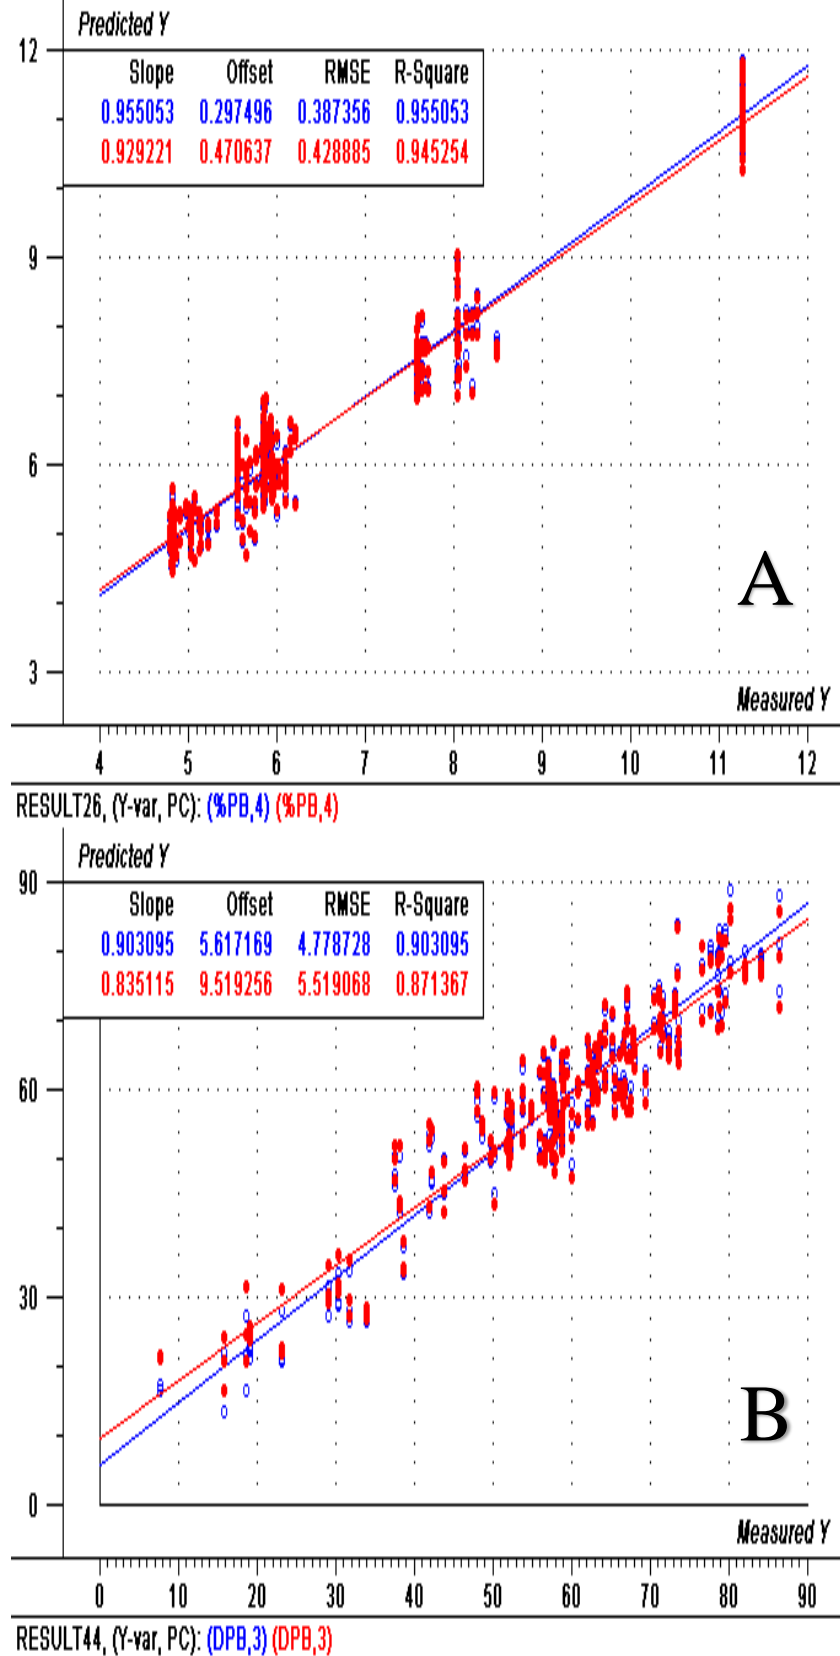 Predicted Y
12
Slope Offset RMSE R-Square
0.955053 0.297496 0.387356 0.955053
0.929221 0.470637 0.428885 0.945254
9
6
A
3
Measured Y
4 5 6 7 8 9 10 11 12
RESULT26, (Y-var, PC): (%PB,4) (%PB,4)
Predicted Y
90
Slope Offset RMSE R-Square
0.903095 5.617169 4.778728 0.903095
0.835115 9.519256 5.519068 0.871367
60
30
B
0
Measured Y
0 10 20 30 40 50 60 70 80 90
RESULT44, (Y-var, PC): (DPB,3) (DPB,3)